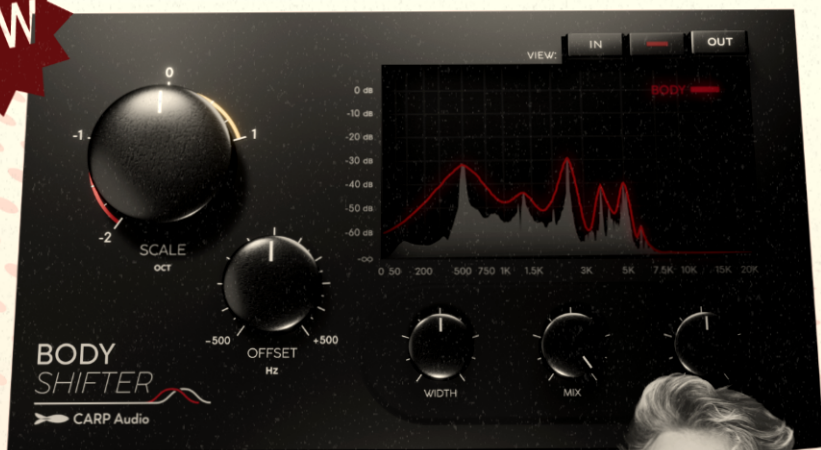 W
VIEW: IN OUT
BODY
0 dB
-10 dB
-20 dB
-30 dB
-40 dB
-50 dB
-60 dB
-∞
0 50 200 500 750 1K 1.5K 3K 5K 7.5K 10K 15K 20K
0
-1
1
-2
SCALE
OCT
-500 +500
OFFSET
Hz
WIDTH
MIX
BODY
SHIFTER
CARP Audio